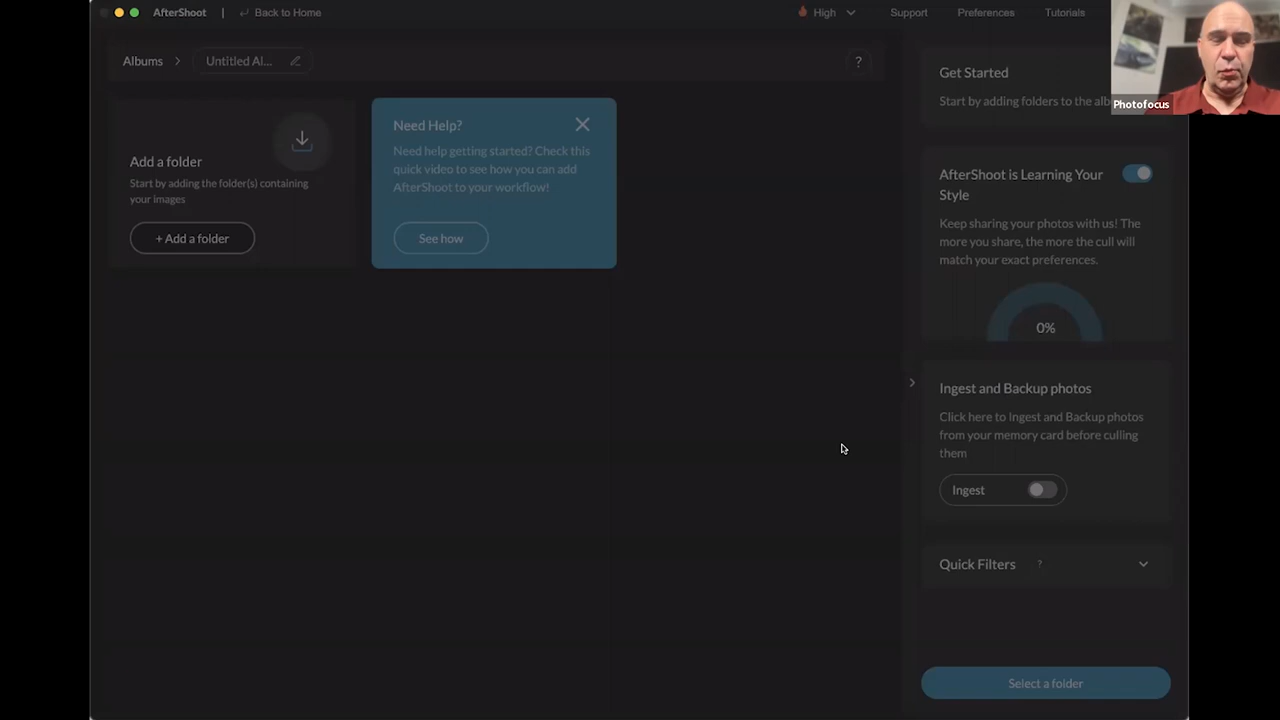 AfterShoot | Back to Home High Support Preferences Tutorials
Albums > Untitled Al... ?
Add a folder
Start by adding the folder(s) containing
your images
+ Add a folder
Need Help?
Need help getting started? Check this
quick video to see how you can add
AfterShoot to your workflow!
See how
Get Started
Start by adding folders to the alb
AfterShoot is Learning Your
Style
Keep sharing your photos with us! The
more you share, the more the cull will
match your exact preferences.
0%
Ingest and Backup photos
Click here to Ingest and Backup photos
from your memory card before culling
them
Ingest
Quick Filters ?
Select a folder
Photofocus